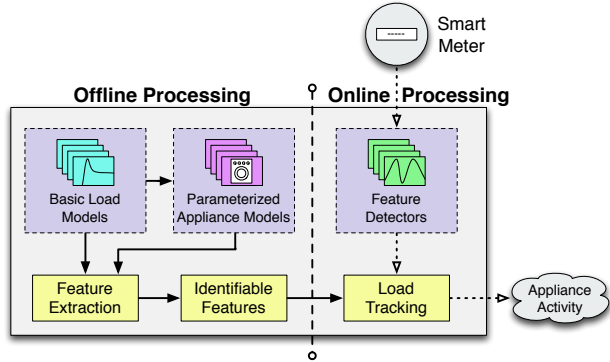 Smart
Meter
-----
Offline Processing
Online Processing
Basic Load
Models
Parameterized
Appliance Models
Feature
Detectors
Feature
Extraction
Identifiable
Features
Load
Tracking
Appliance
Activity